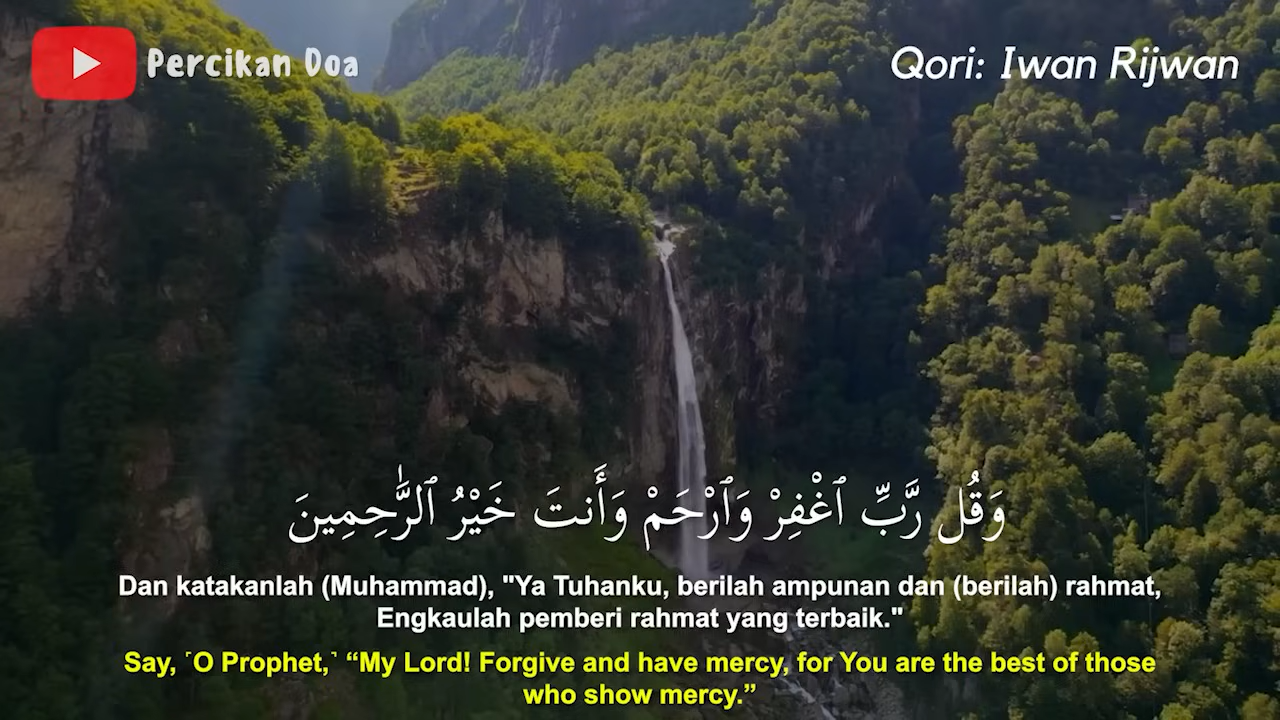 Percikan Doa
Qori: Iwan Rijwan
وَقُل رَّبِّ ٱغْفِرْ وَٱرْحَمْ وَأَنتَ خَيْرُ ٱلرَّٰحِمِينَ
Dan katakanlah (Muhammad), "Ya Tuhanku, berilah ampunan dan (berilah) rahmat,
Engkaulah pemberi rahmat yang terbaik."
Say, ˹O Prophet,˺ “My Lord! Forgive and have mercy, for You are the best of those
who show mercy.”